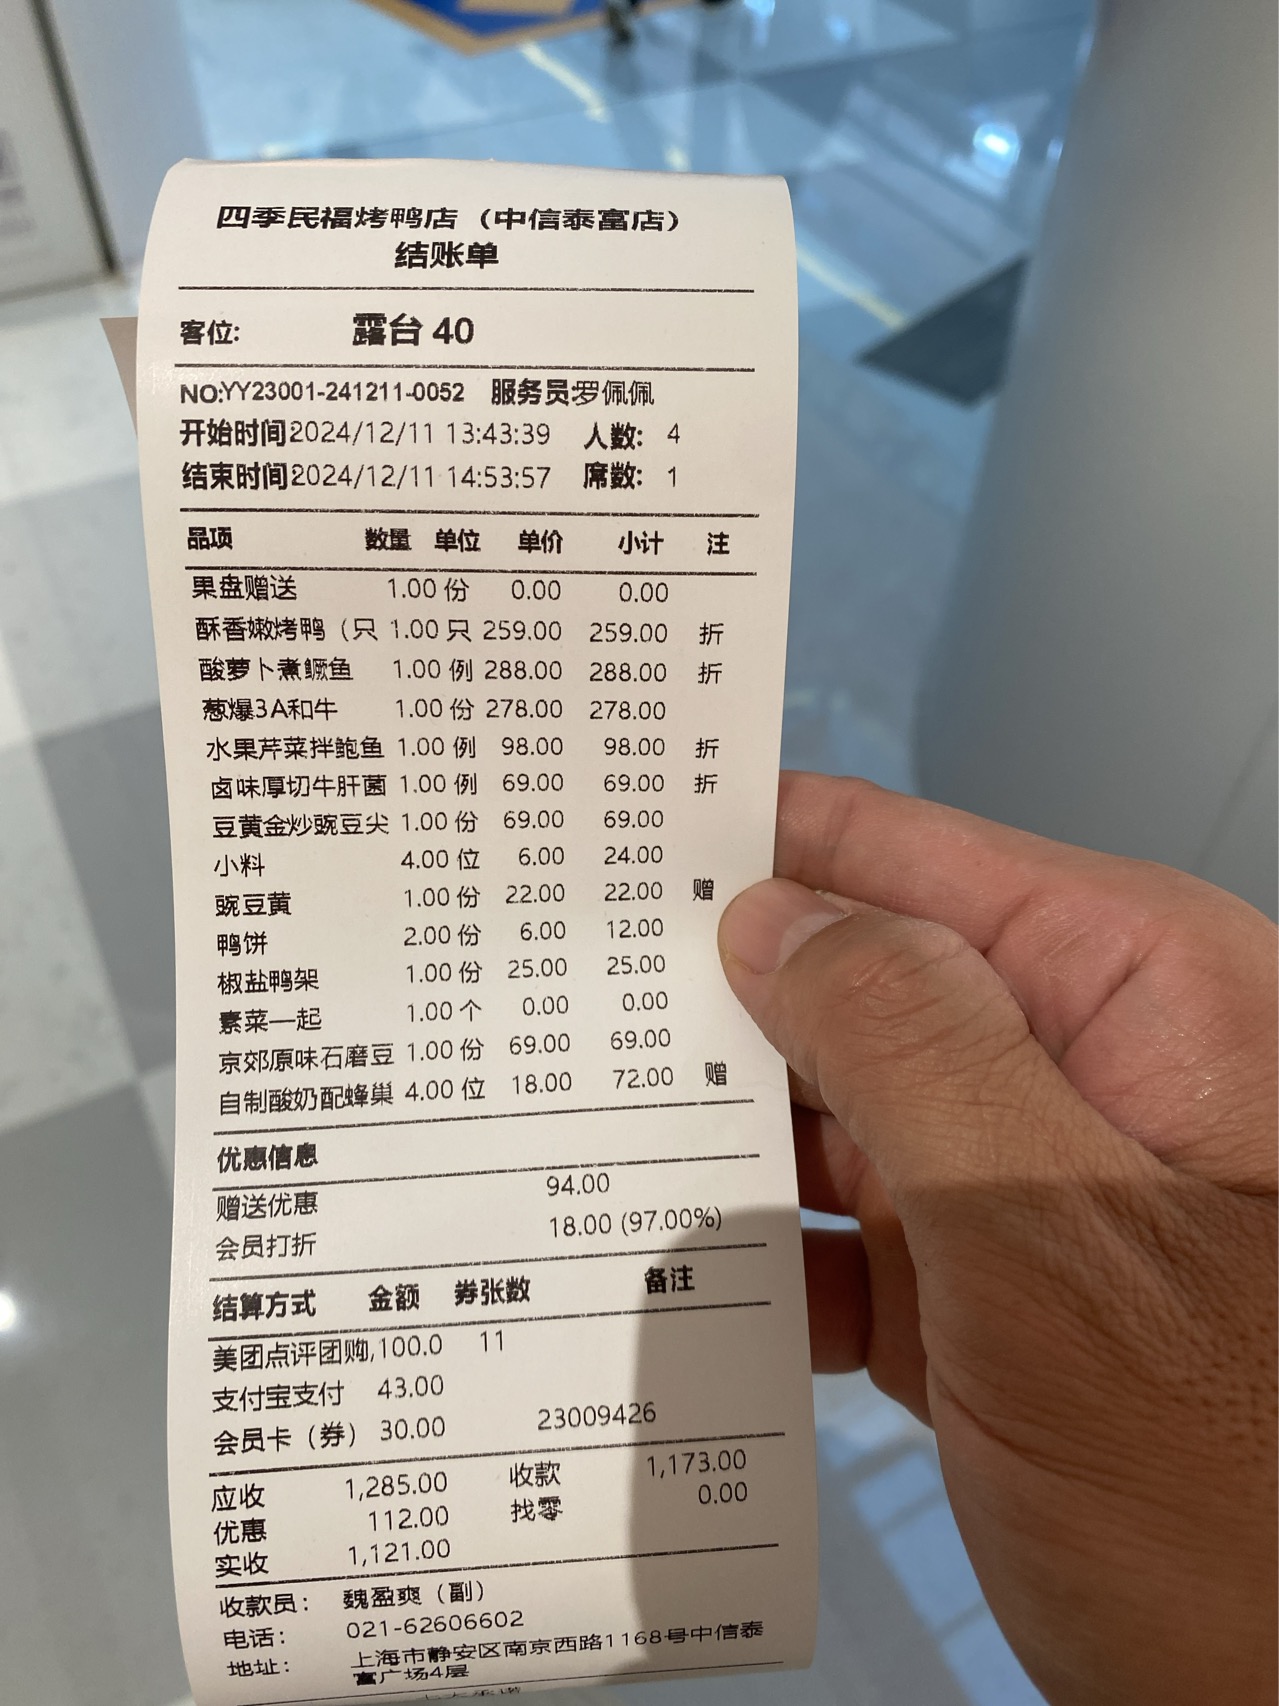 四季民福烤鸭店（中信泰富店）
结账单
客位: 露台 40
NO:YY23001-241211-0052 服务员:罗佩佩
开始时间:2024/12/11 13:43:39 人数: 4
结束时间:2024/12/11 14:53:57 席数: 1
品项 数量 单位 单价 小计 注
果盘赠送 1.00 份 0.00 0.00
酥香嫩烤鸭（只 1.00 只 259.00 259.00 折
酸萝卜煮鳜鱼 1.00 例 288.00 288.00 折
葱爆3A和牛 1.00 份 278.00 278.00
水果芹菜拌鲍鱼 1.00 例 98.00 98.00 折
卤味厚切牛肝菌 1.00 例 69.00 69.00 折
豆黄金炒豌豆尖 1.00 份 69.00 69.00
小料 4.00 位 6.00 24.00
豌豆黄 1.00 份 22.00 22.00 赠
鸭饼 2.00 份 6.00 12.00
椒盐鸭架 1.00 份 25.00 25.00
素菜一起 1.00 个 0.00 0.00
京郊原味石磨豆 1.00 份 69.00 69.00
自制酸奶配蜂巢 4.00 位 18.00 72.00 赠
优惠信息
赠送优惠 94.00
会员打折 18.00 (97.00%)
结算方式 金额 券张数 备注
美团点评团购,100.0 11
支付宝支付 43.00
会员卡（券） 30.00 23009426
应收 1,285.00 收款 1,173.00
优惠 112.00 找零 0.00
实收 1,121.00
收款员： 魏盈爽（副）
电话： 021-62606602
地址： 上海市静安区南京西路1168号中信泰
富广场4层